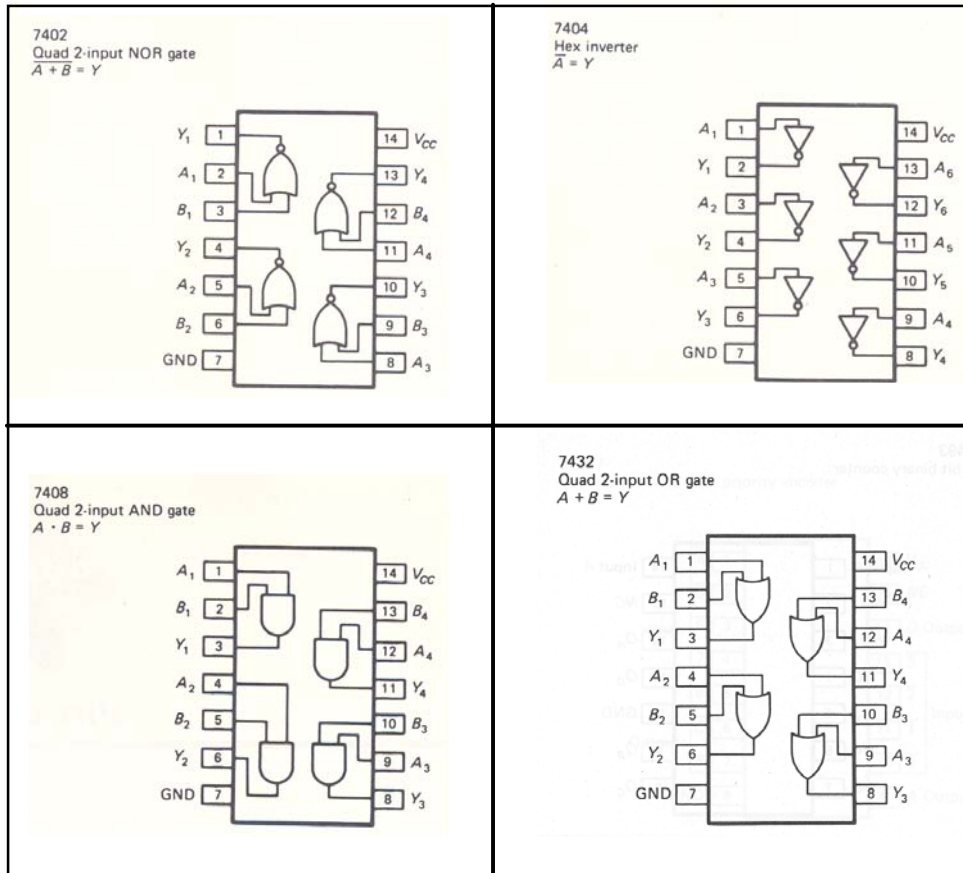 7402
Quad 2-input NOR gate
A̅ ̅+̅ ̅B̅ = Y
Y₁ 1 14 V_CC
A₁ 2 13 Y₄
B₁ 3 12 B₄
Y₂ 4 11 A₄
A₂ 5 10 Y₃
B₂ 6 9 B₃
GND 7 8 A₃
7404
Hex inverter
A̅ = Y
A₁ 1 14 V_CC
Y₁ 2 13 A₆
A₂ 3 12 Y₆
Y₂ 4 11 A₅
A₃ 5 10 Y₅
Y₃ 6 9 A₄
GND 7 8 Y₄
7408
Quad 2-input AND gate
A · B = Y
A₁ 1 14 V_CC
B₁ 2 13 B₄
Y₁ 3 12 A₄
A₂ 4 11 Y₄
B₂ 5 10 B₃
Y₂ 6 9 A₃
GND 7 8 Y₃
7432
Quad 2-input OR gate
A + B = Y
A₁ 1 14 V_CC
B₁ 2 13 B₄
Y₁ 3 12 A₄
A₂ 4 11 Y₄
B₂ 5 10 B₃
Y₂ 6 9 A₃
GND 7 8 Y₃